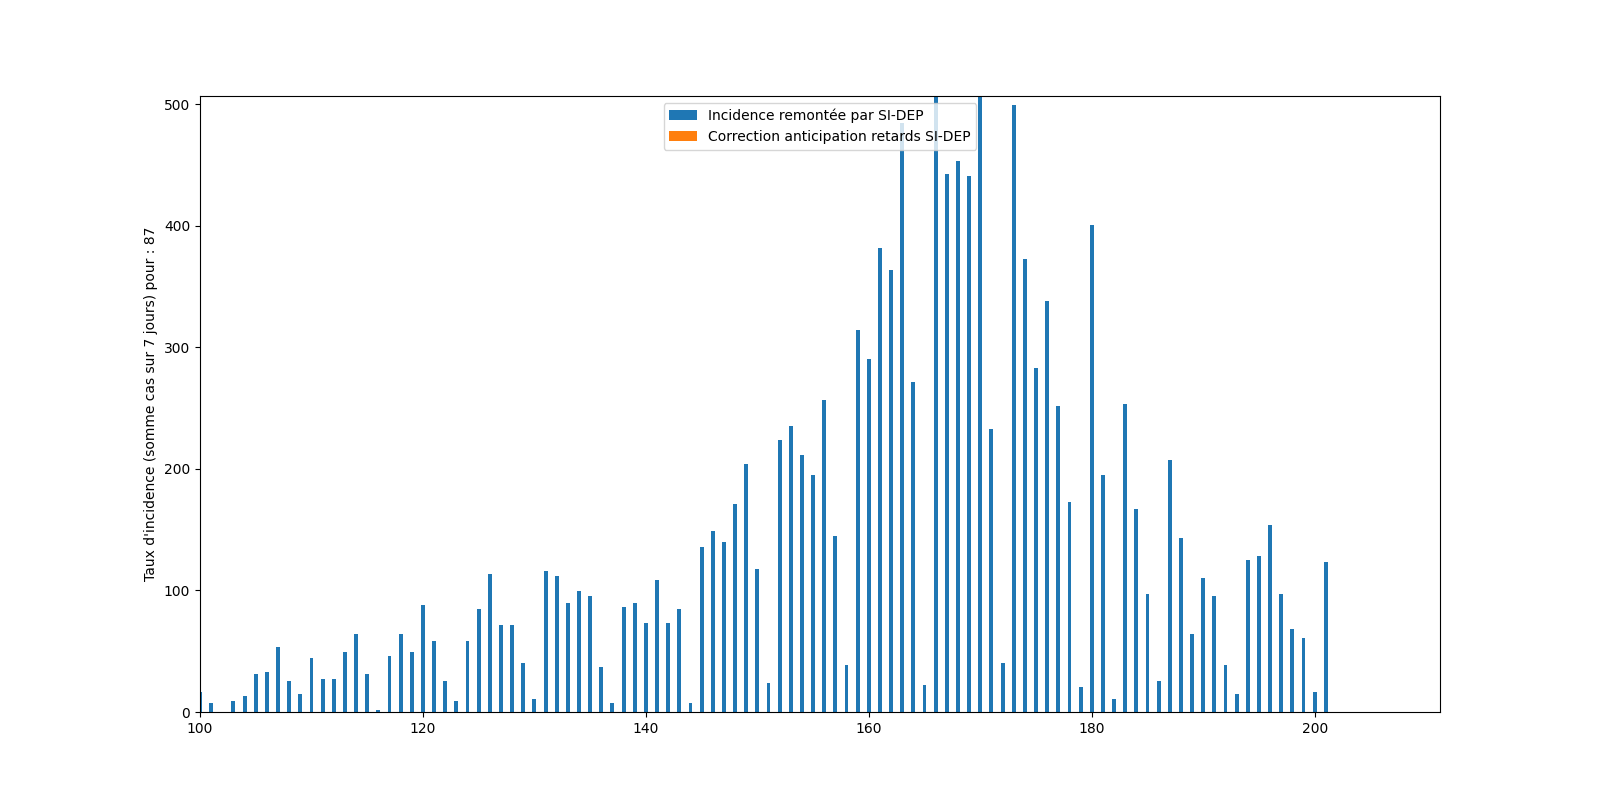 Incidence remontée par SI-DEP
Correction anticipation retards SI-DEP
Taux d'incidence (somme cas sur 7 jours) pour : 87
500
400
300
200
100
0
100 120 140 160 180 200